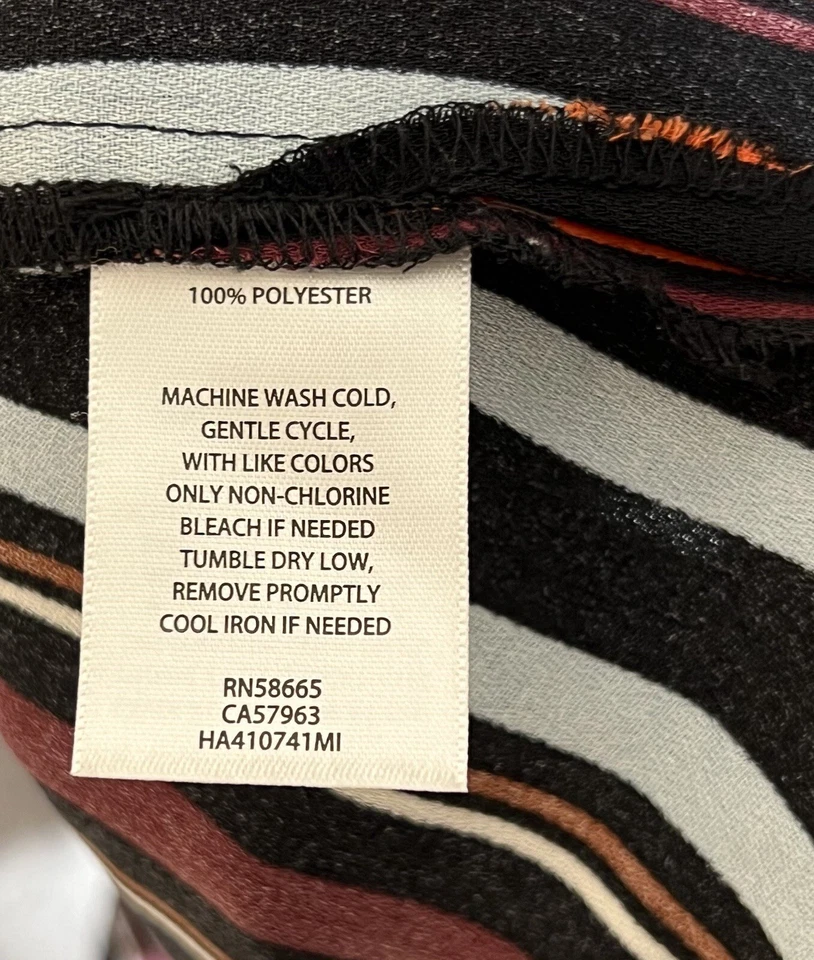 100% POLYESTER
MACHINE WASH COLD,
GENTLE CYCLE,
WITH LIKE COLORS
ONLY NON-CHLORINE
BLEACH IF NEEDED
TUMBLE DRY LOW,
REMOVE PROMPTLY
COOL IRON IF NEEDED
RN58665
CA57963
HA410741MI